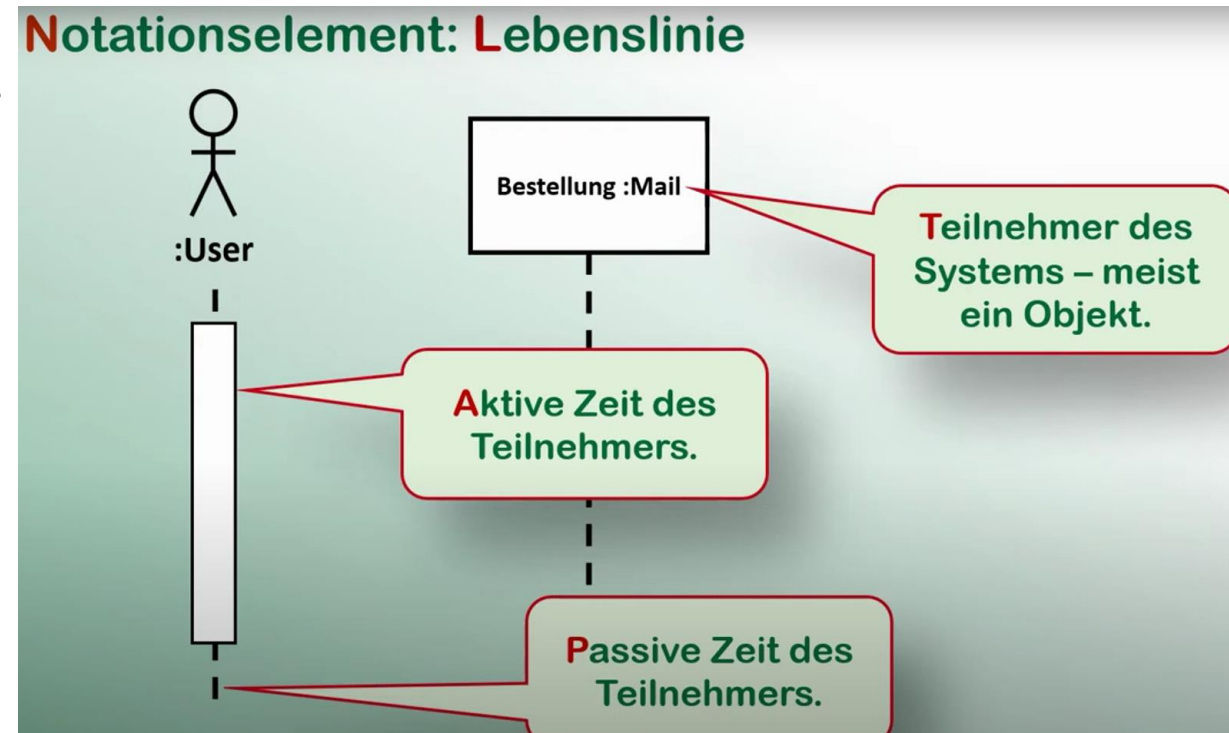 Notationselement: Lebenslinie
:User
Bestellung :Mail
Teilnehmer des
Systems – meist
ein Objekt.
Aktive Zeit des
Teilnehmers.
Passive Zeit des
Teilnehmers.